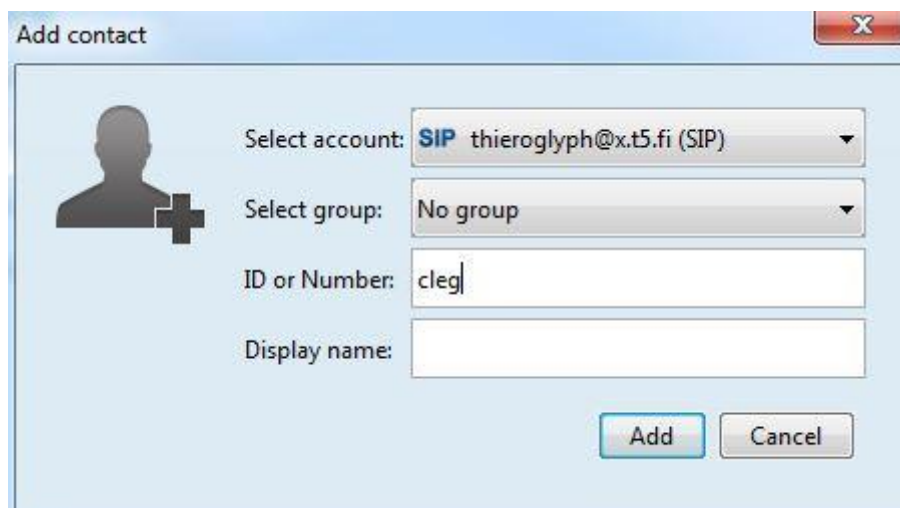 Add contact
Select account: SIP thieroglyph@x.t5.fi (SIP)
Select group: No group
ID or Number: cleg
Display name:
Add Cancel